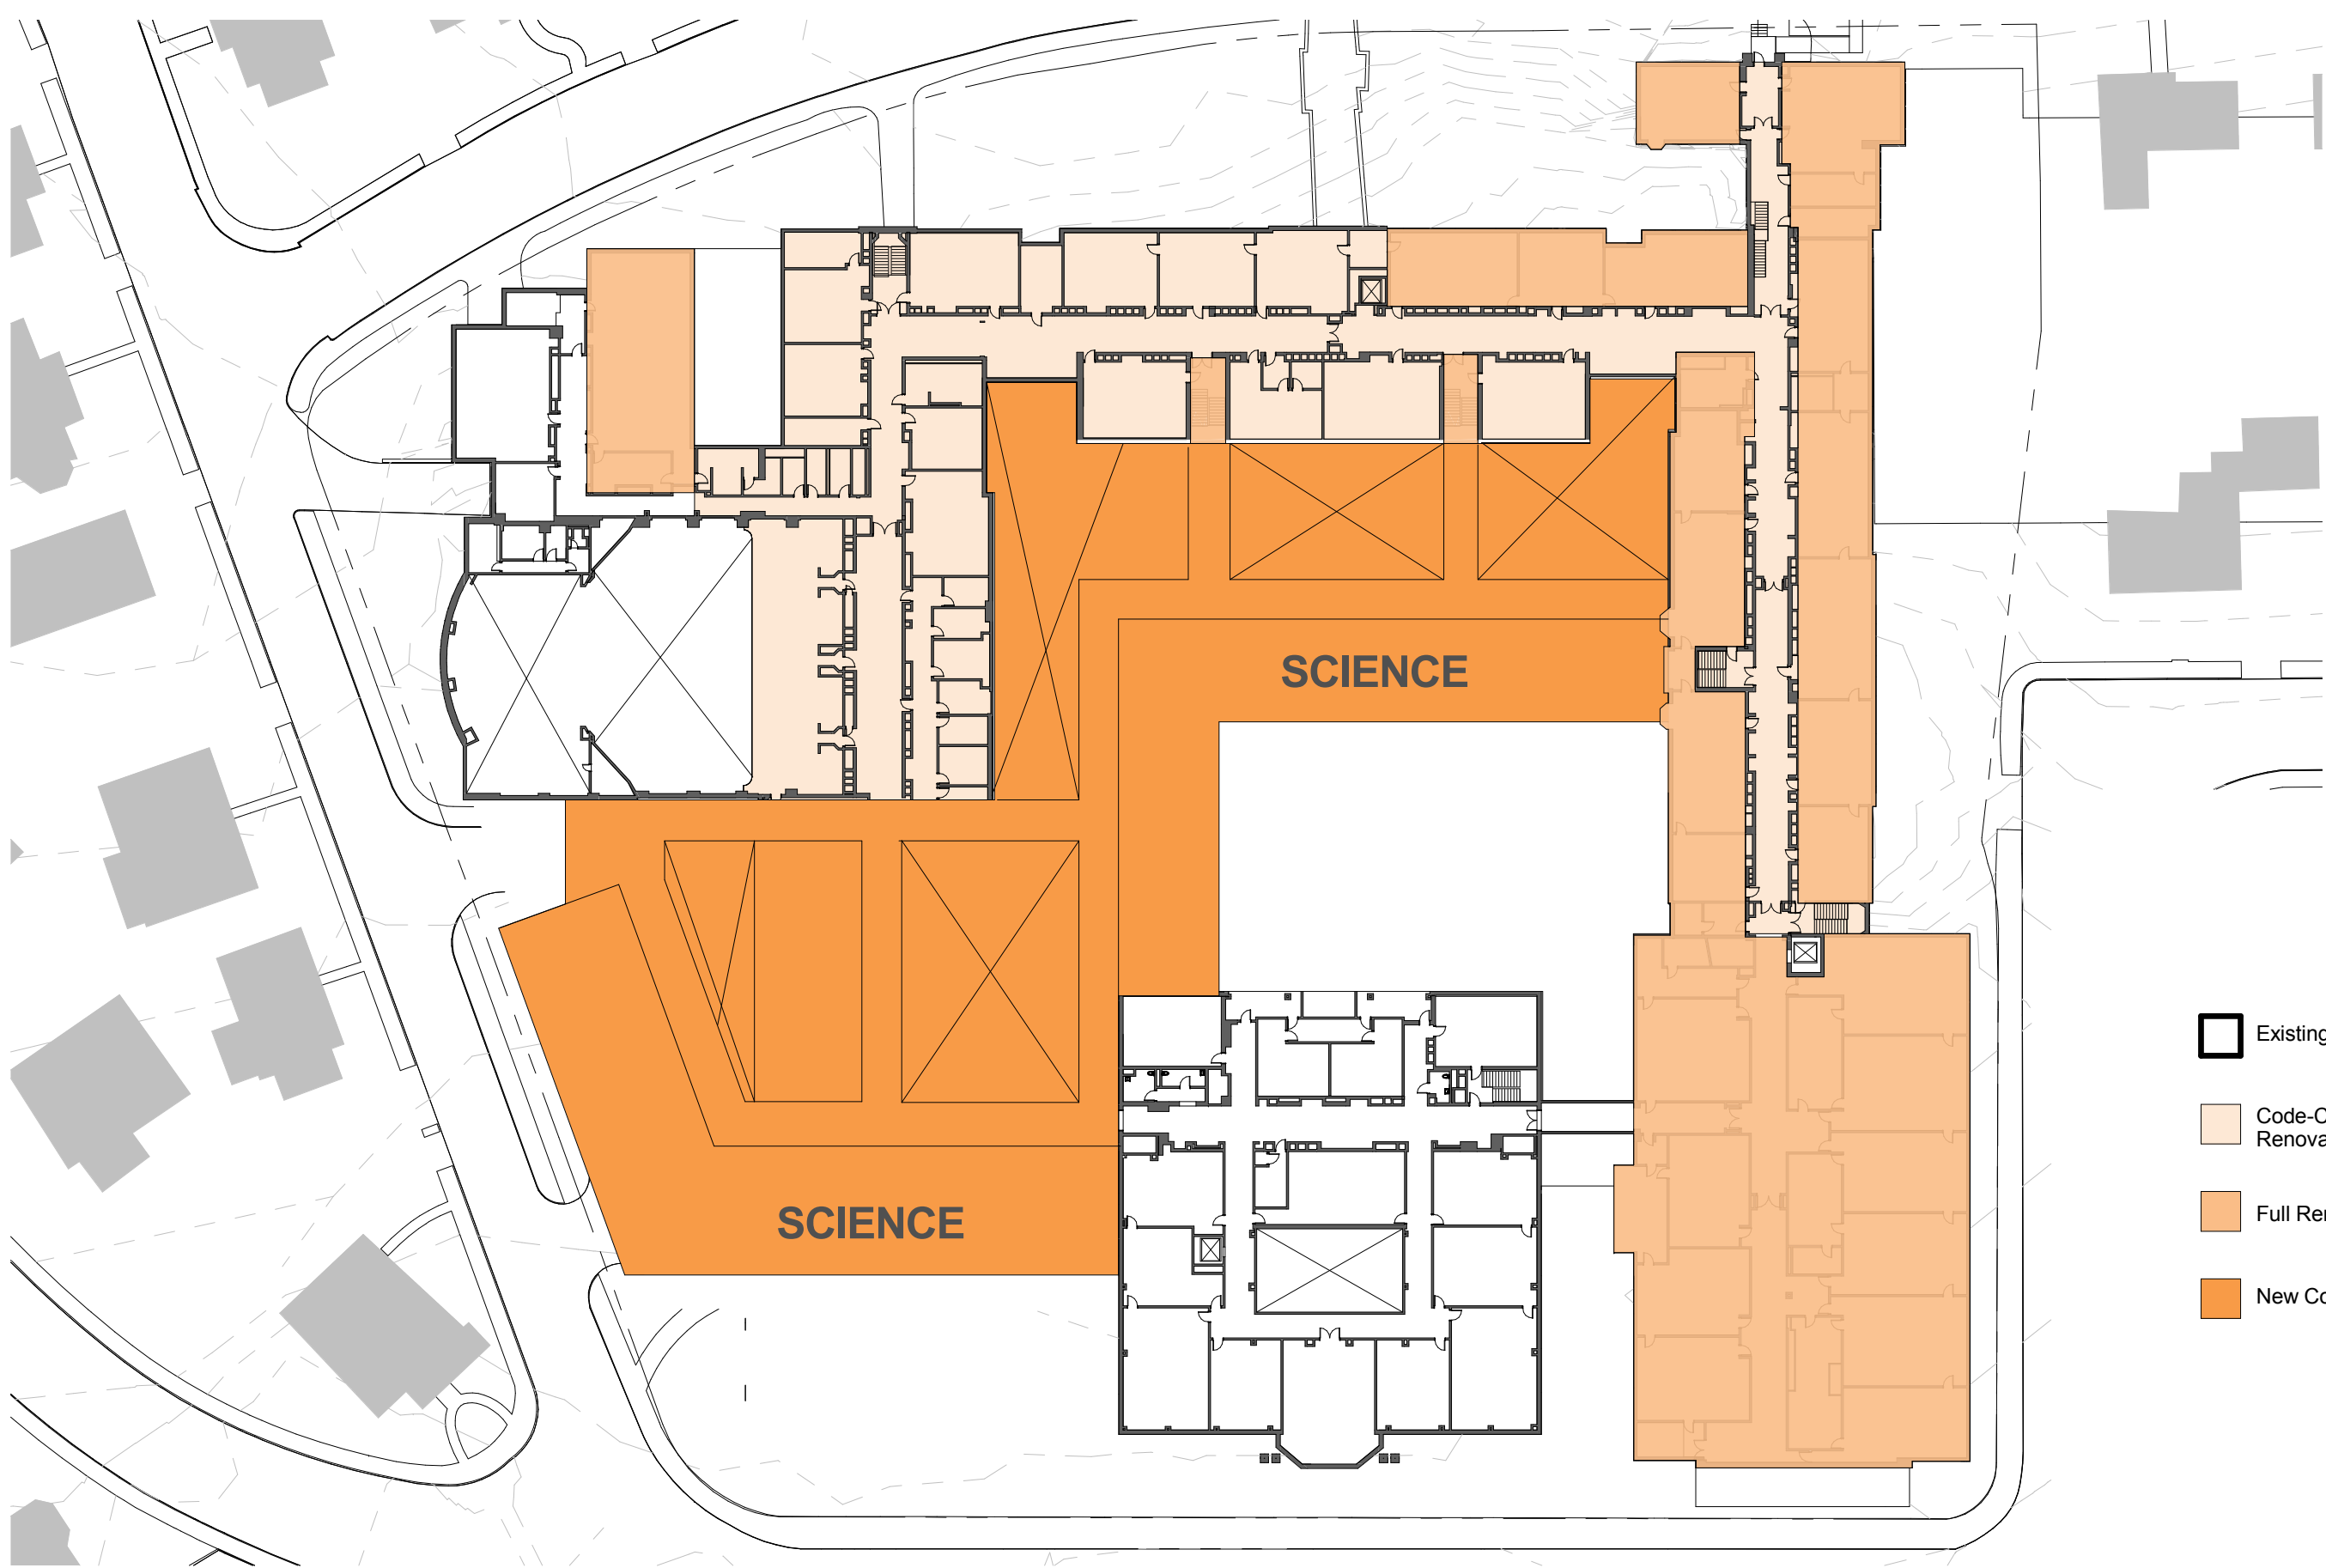 SCIENCE
SCIENCE
Existing
Code-C
Renova
Full Re
New Co